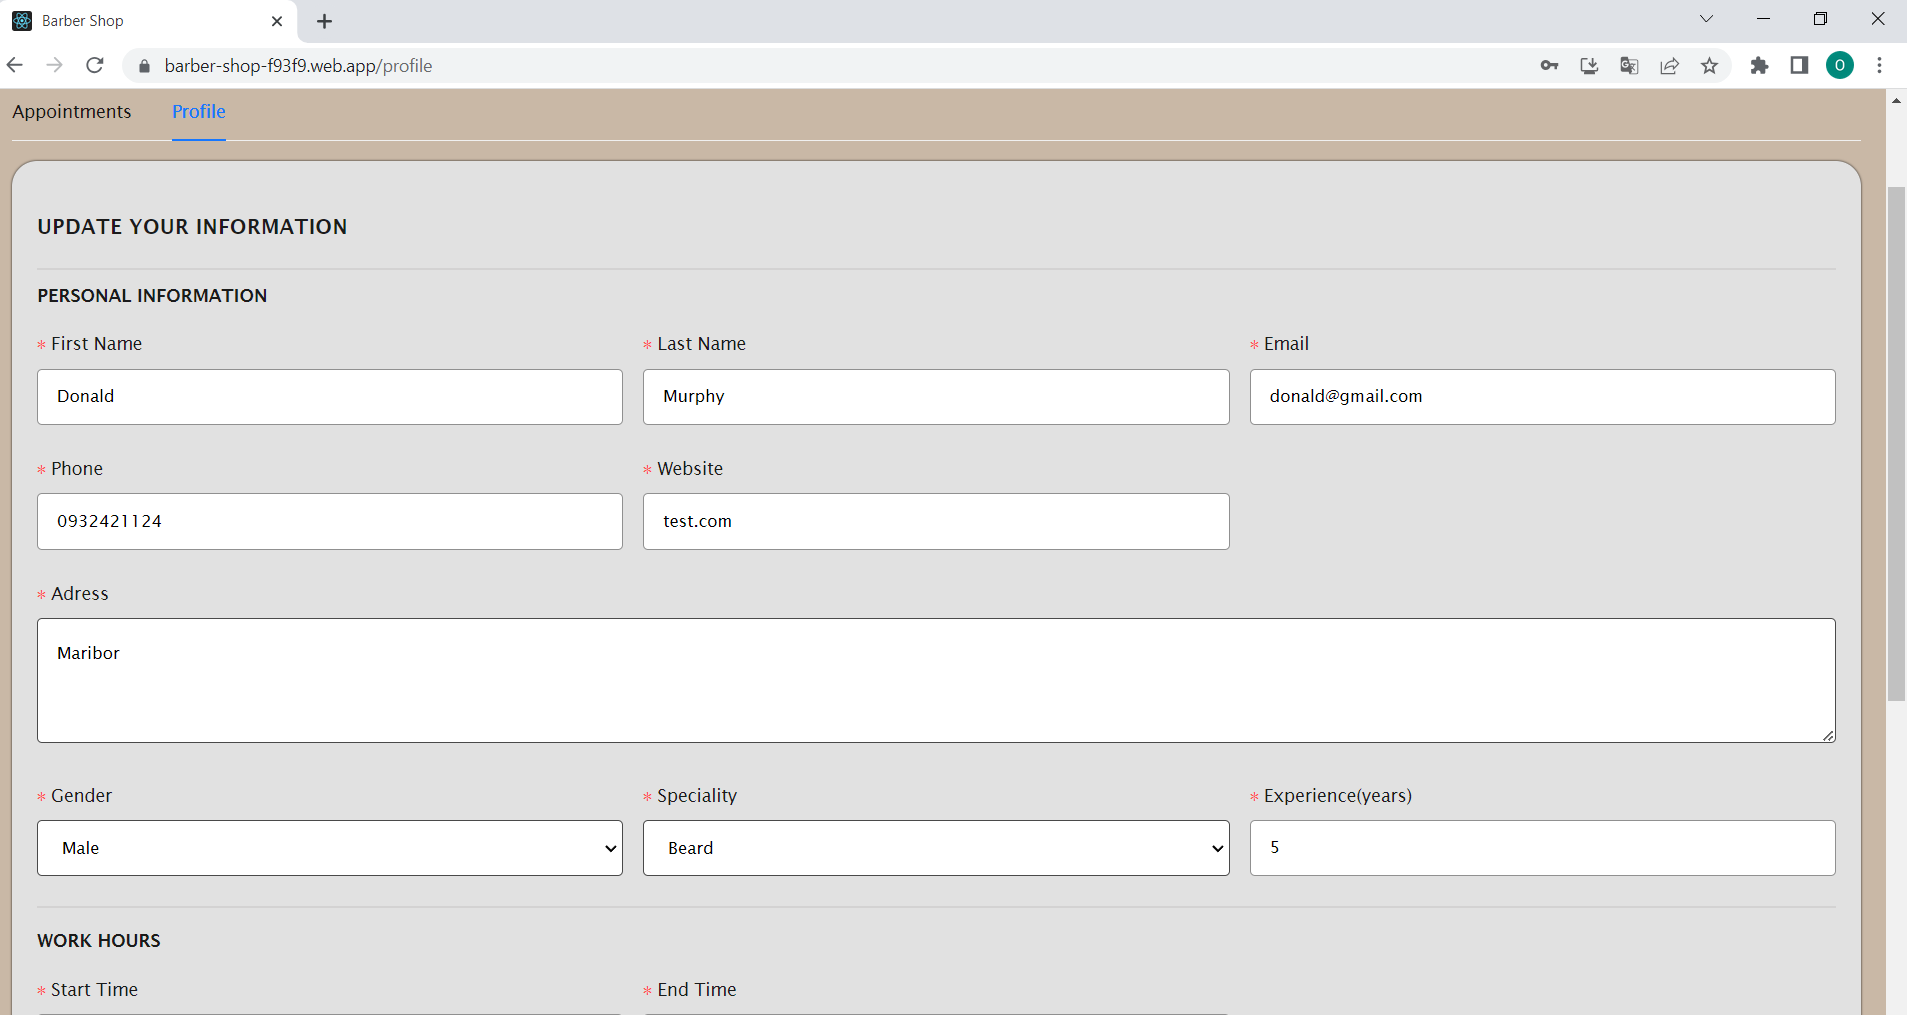 Barber Shop
barber-shop-f93f9.web.app/profile
O
Appointments Profile
UPDATE YOUR INFORMATION
PERSONAL INFORMATION
* First Name * Last Name * Email
Donald Murphy donald@gmail.com
* Phone * Website
0932421124 test.com
* Adress
Maribor
* Gender * Speciality * Experience(years)
Male Beard 5
WORK HOURS
* Start Time * End Time